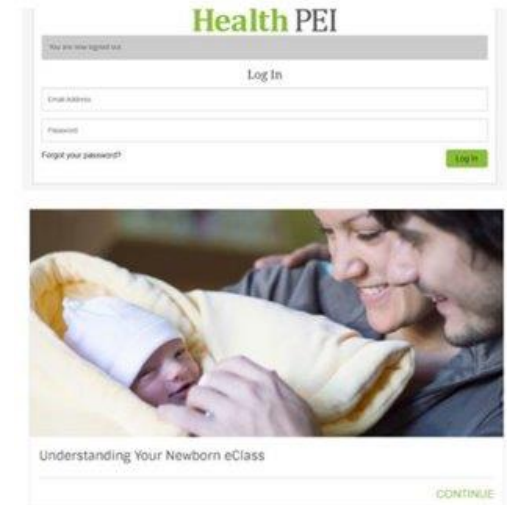 Health PEI
You are now signed out
Log In
Email Address
Password
Forgot your password?
Log In
Understanding Your Newborn eClass
CONTINUE